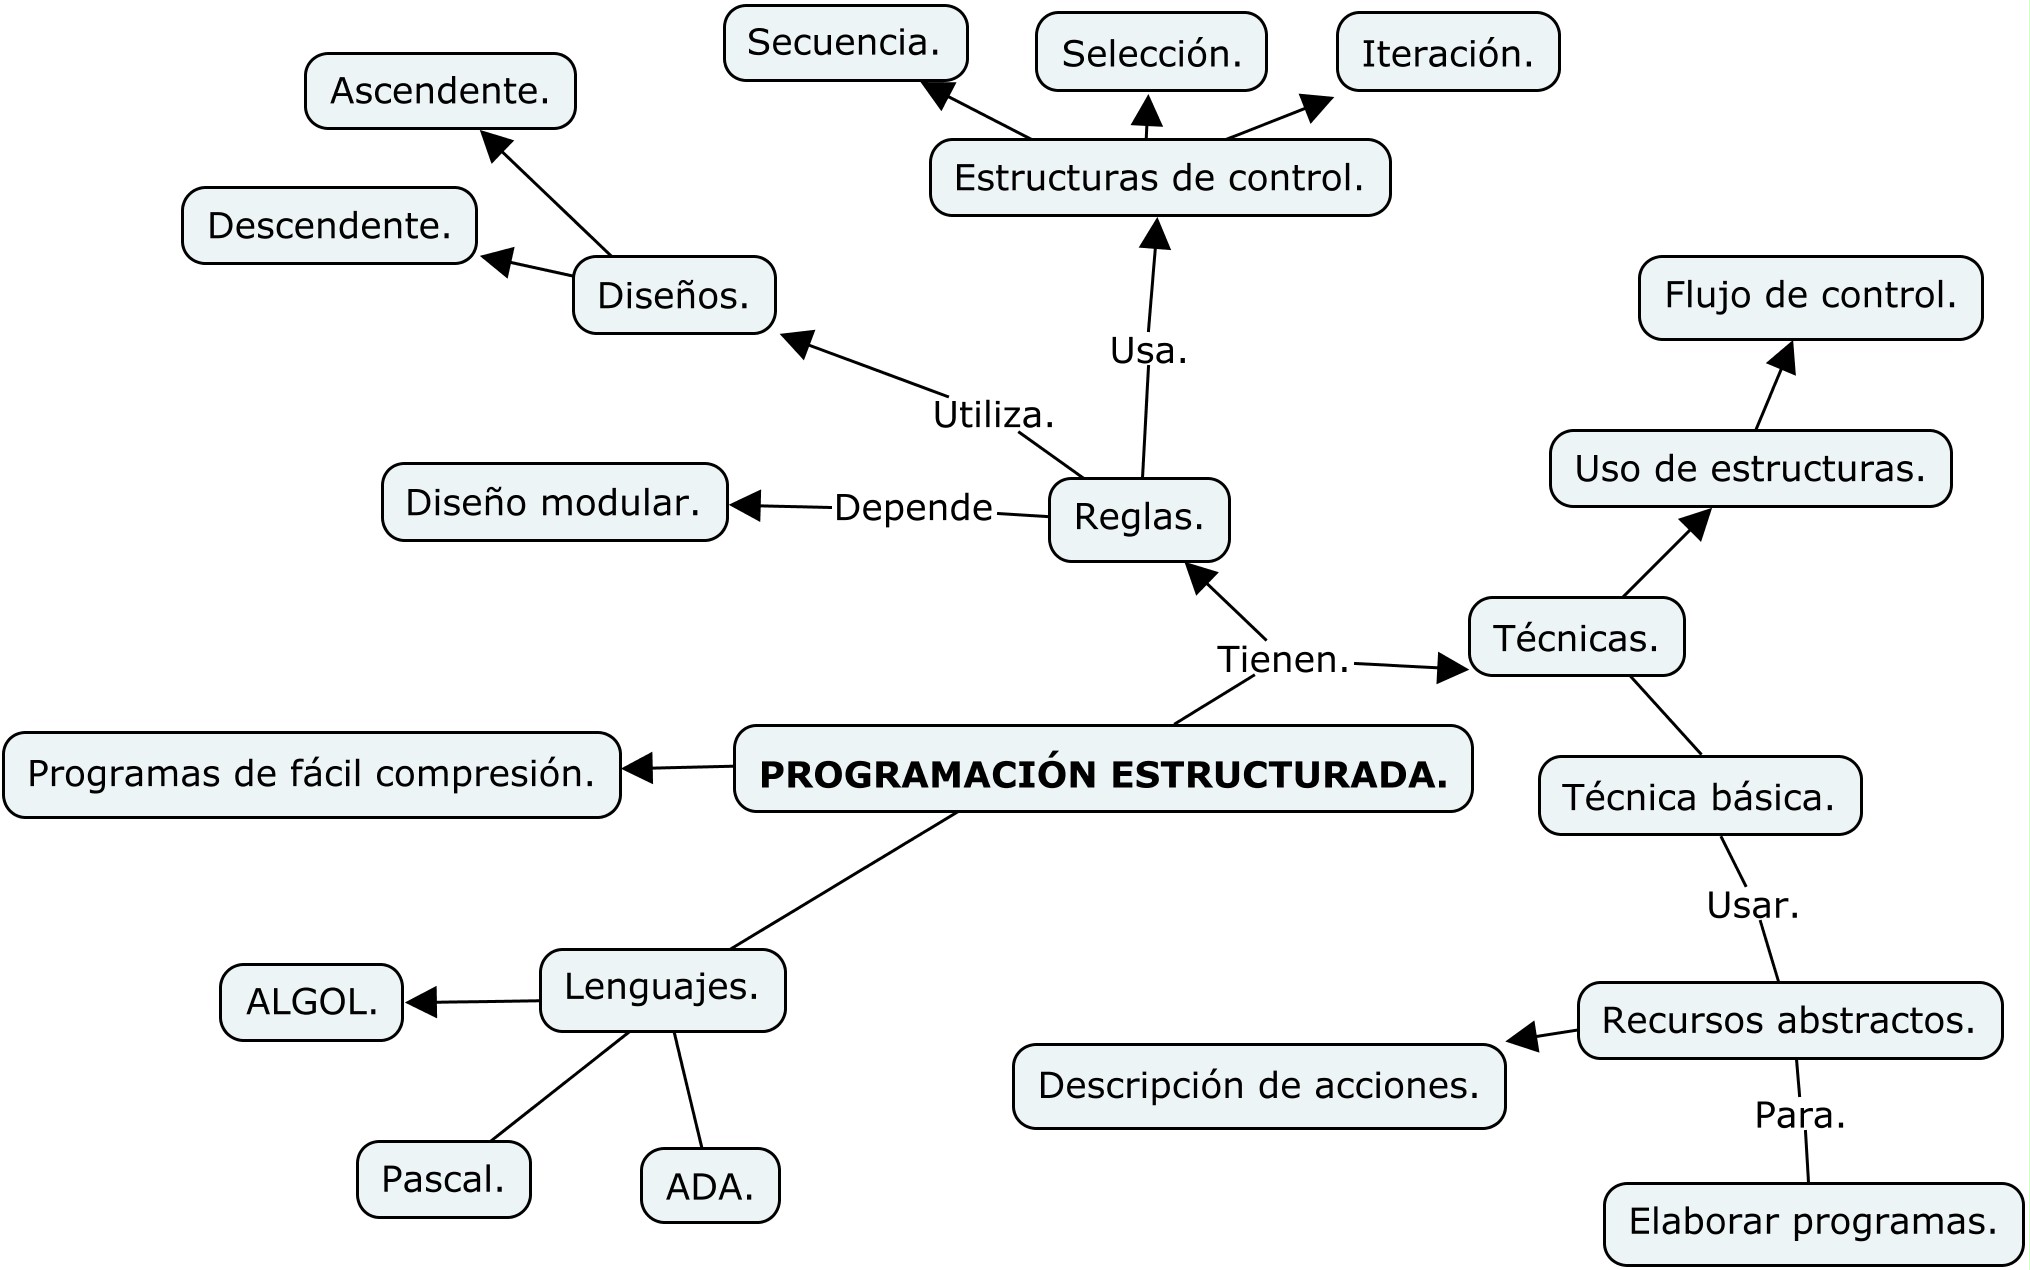 Secuencia.
Selección.
Iteración.
Ascendente.
Estructuras de control.
Descendente.
Diseños.
Flujo de control.
Usa.
Utiliza.
Uso de estructuras.
Diseño modular.
Depende
Reglas.
Técnicas.
Tienen.
Programas de fácil compresión.
PROGRAMACIÓN ESTRUCTURADA.
Técnica básica.
Usar.
Lenguajes.
ALGOL.
Recursos abstractos.
Descripción de acciones.
Para.
Pascal.
ADA.
Elaborar programas.